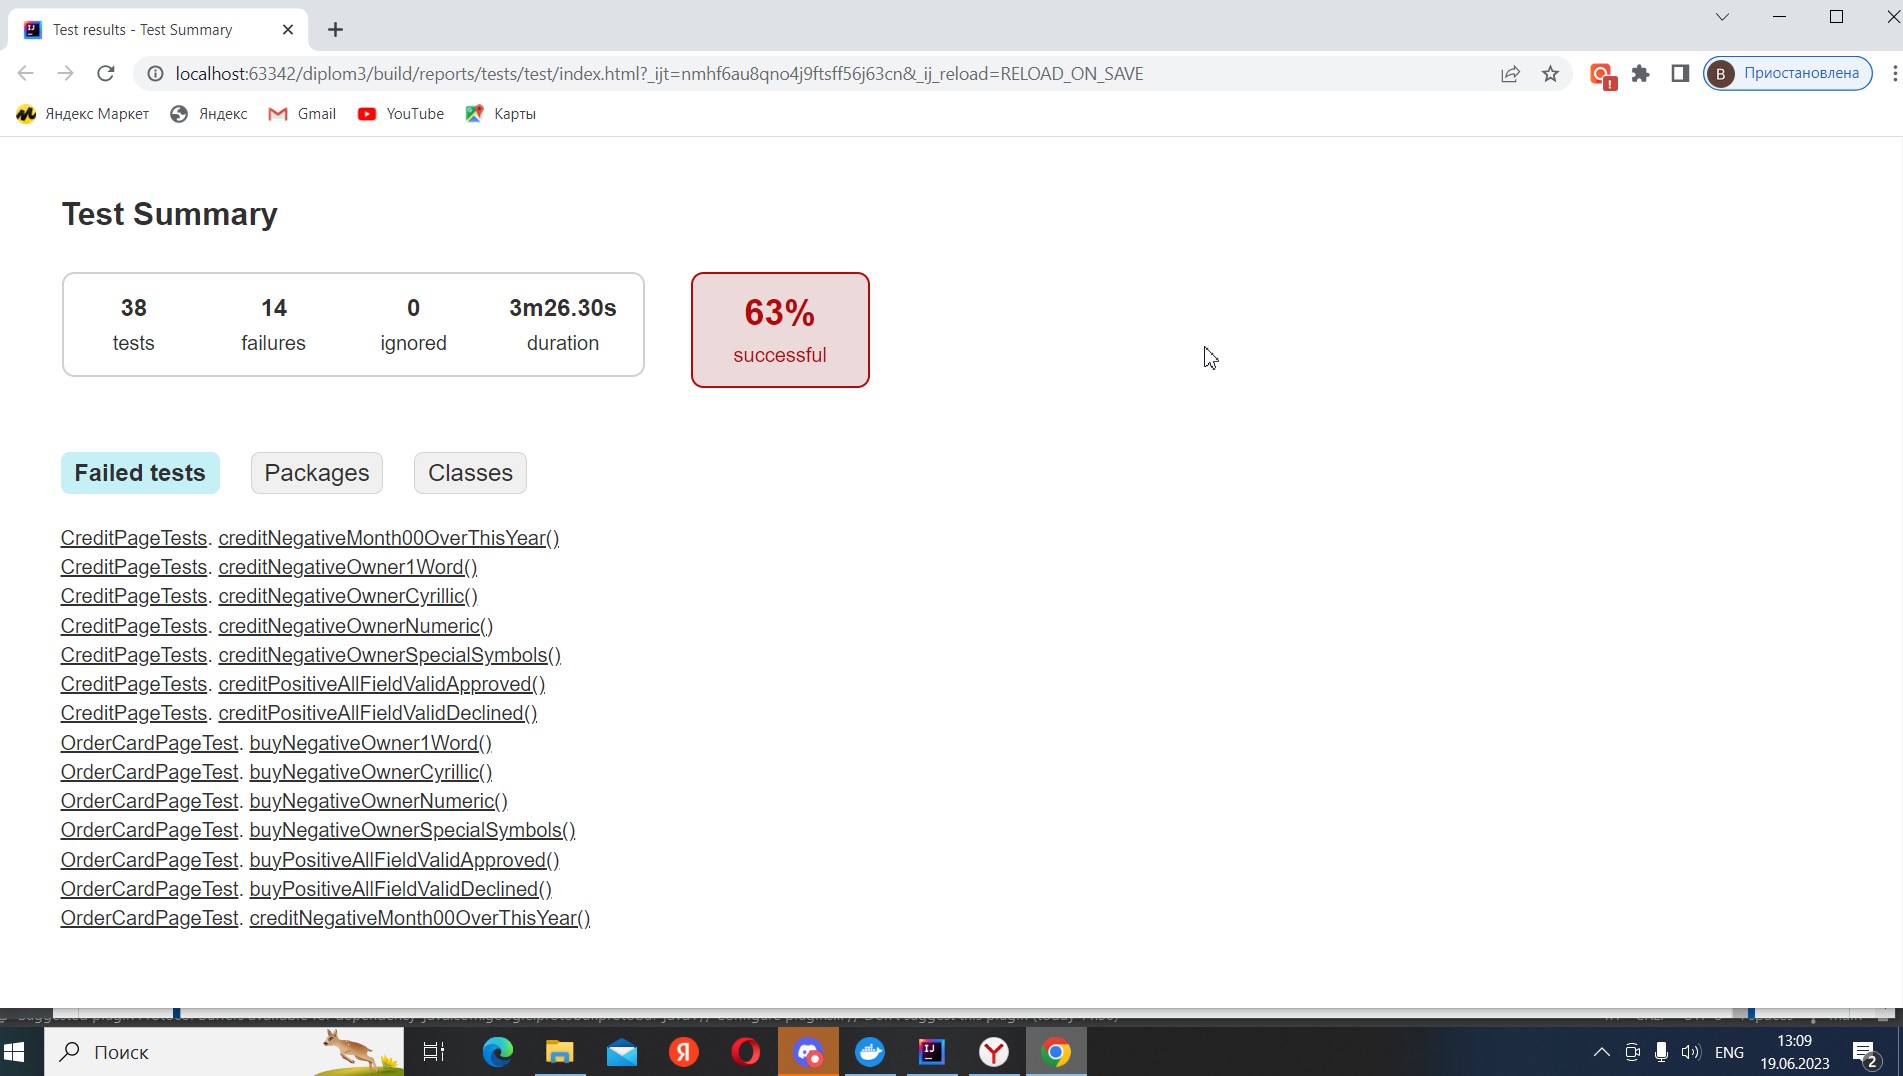 Test results - Test Summary
localhost:63342/diplom3/build/reports/tests/test/index.html?_ijt=nmhf6au8qno4j9ftsff56j63cn&_ij_reload=RELOAD_ON_SAVE
В Приостановлена
Яндекс Маркет Яндекс Gmail YouTube Карты
Test Summary
38 14 0 3m26.30s
tests failures ignored duration
63%
successful
Failed tests Packages Classes
CreditPageTests. creditNegativeMonth00OverThisYear()
CreditPageTests. creditNegativeOwner1Word()
CreditPageTests. creditNegativeOwnerCyrillic()
CreditPageTests. creditNegativeOwnerNumeric()
CreditPageTests. creditNegativeOwnerSpecialSymbols()
CreditPageTests. creditPositiveAllFieldValidApproved()
CreditPageTests. creditPositiveAllFieldValidDeclined()
OrderCardPageTest. buyNegativeOwner1Word()
OrderCardPageTest. buyNegativeOwnerCyrillic()
OrderCardPageTest. buyNegativeOwnerNumeric()
OrderCardPageTest. buyNegativeOwnerSpecialSymbols()
OrderCardPageTest. buyPositiveAllFieldValidApproved()
OrderCardPageTest. buyPositiveAllFieldValidDeclined()
OrderCardPageTest. creditNegativeMonth00OverThisYear()
Поиск
ENG
13:09
19.06.2023
2